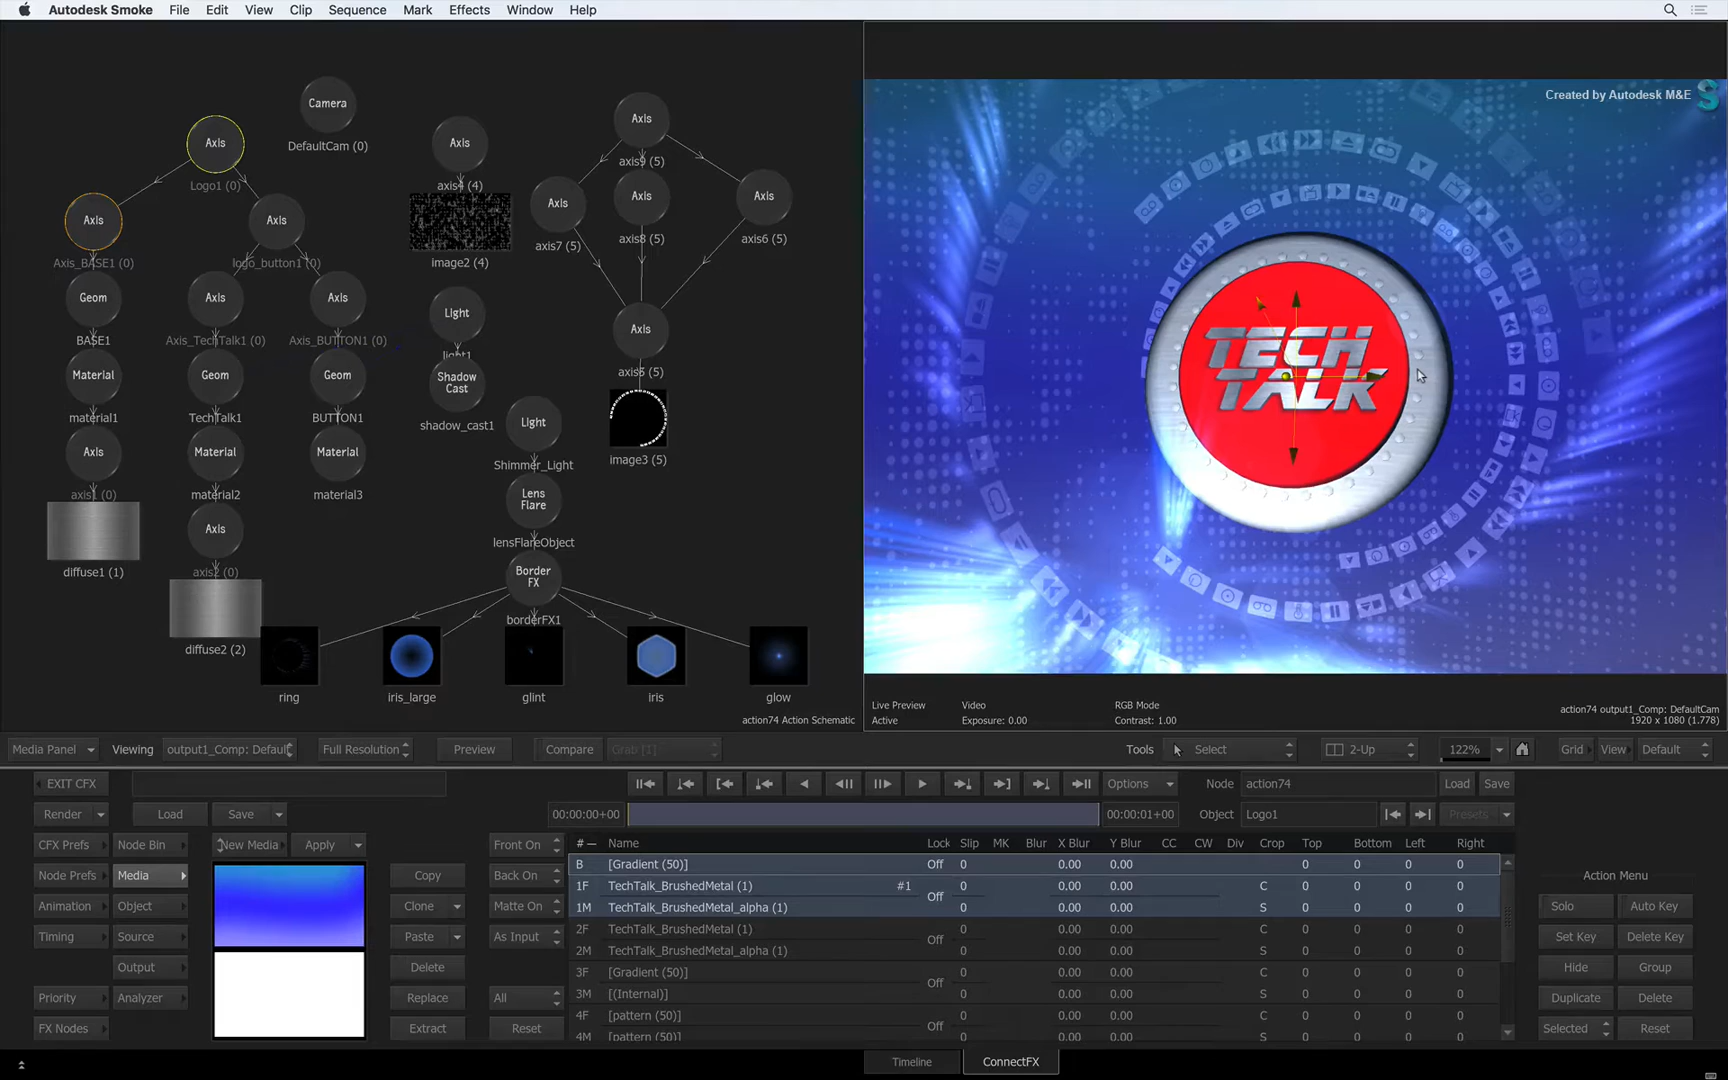 Autodesk Smoke File Edit View Clip Sequence Mark Effects Window Help
Created by Autodesk M&E
Camera
DefaultCam (0)
Axis
Logo1 (0)
Axis
axis4 (4)
image2 (4)
Axis
axis9 (5)
Axis
axis7 (5)
Axis
axis8 (5)
Axis
axis6 (5)
Axis
Axis_BASE1 (0)
Axis
logo_button1 (0)
Geom
BASE1
Axis
Axis_TechTalk1 (0)
Axis
Axis_BUTTON1 (0)
Light
light1
Axis
axis5 (5)
Material
material1
Geom
TechTalk1
Geom
BUTTON1
Shadow
Cast
shadow_cast1
image3 (5)
Light
Shimmer_Light
Axis
axis1 (0)
Material
material2
Material
material3
Lens
Flare
lensFlareObject
diffuse1 (1)
Axis
axis2 (0)
Border
FX
borderFX1
diffuse2 (2)
ring iris_large glint iris glow
action74 Action Schematic
TECH
TALK
Live Preview Video RGB Mode
Active Exposure: 0.00 Contrast: 1.00
action74 output1_Comp: DefaultCam
1920 x 1080 (1.778)
Media Panel Viewing output1_Comp: Default Full Resolution Preview Compare Grab [1] Tools Select 2-Up 122% Grid View Default
EXIT CFX Options Node action74 Load Save
Render Load Save 00:00:00+00 00:00:01+00 Object Logo1 Presets
CFX Prefs Node Bin New Media Apply Front On # Name Lock Slip MK Blur X Blur Y Blur CC CW Div Crop Top Bottom Left Right
B [Gradient (50)] Off 0 0.00 0.00 0 0 0 0
Node Prefs Media Copy Back On Action Menu
1F TechTalk_BrushedMetal (1) #1 0 0.00 0.00 C 0 0 0 0
Off
Animation Object Clone Matte On 1M TechTalk_BrushedMetal_alpha (1) 0 0.00 0.00 S 0 0 0 0 Solo Auto Key
2F TechTalk_BrushedMetal (1) 0 0.00 0.00 C 0 0 0 0
Timing Source Paste As Input Off Set Key Delete Key
2M TechTalk_BrushedMetal_alpha (1) 0 0.00 0.00 S 0 0 0 0
Output Delete 3F [Gradient (50)] 0 0.00 0.00 C 0 0 0 0 Hide Group
Off
Priority Analyzer Replace All 3M [(Internal)] 0 0.00 0.00 S 0 0 0 0 Duplicate Delete
4F [pattern (50)] 0 0.00 0.00 C 0 0 0 0
FX Nodes Extract Reset Off Selected Reset
4M [pattern (50)] 0 0.00 0.00 S 0 0 0 0
Timeline ConnectFX